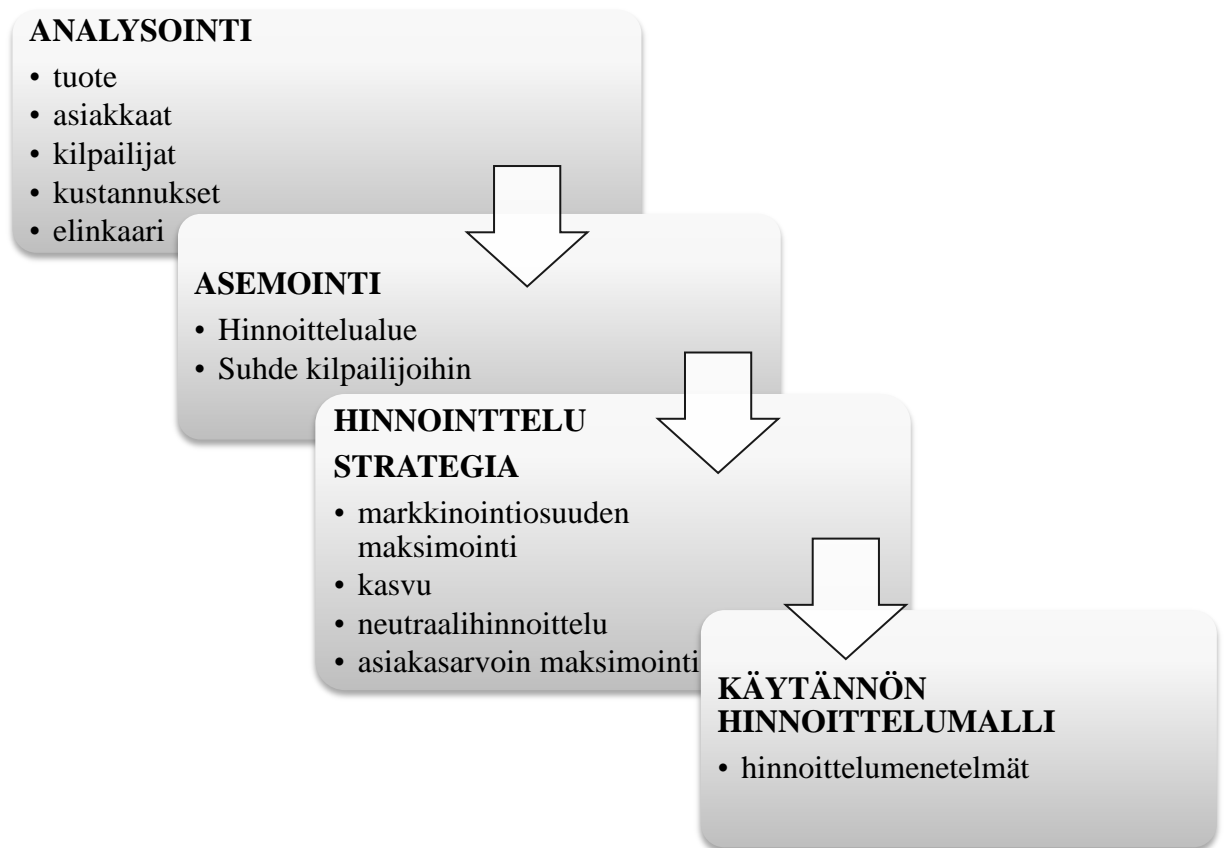 ANALYSOINTI
• tuote
• asiakkaat
• kilpailijat
• kustannukset
• elinkaari
ASEMOINTI
• Hinnoittelualue
• Suhde kilpailijoihin
HINNOINTTELU
STRATEGIA
• markkinointiosuuden
maksimointi
• kasvu
• neutraalihinnoittelu
• asiakasarvoin maksimointi
KÄYTÄNNÖN
HINNOITTELUMALLI
• hinnoittelumenetelmät